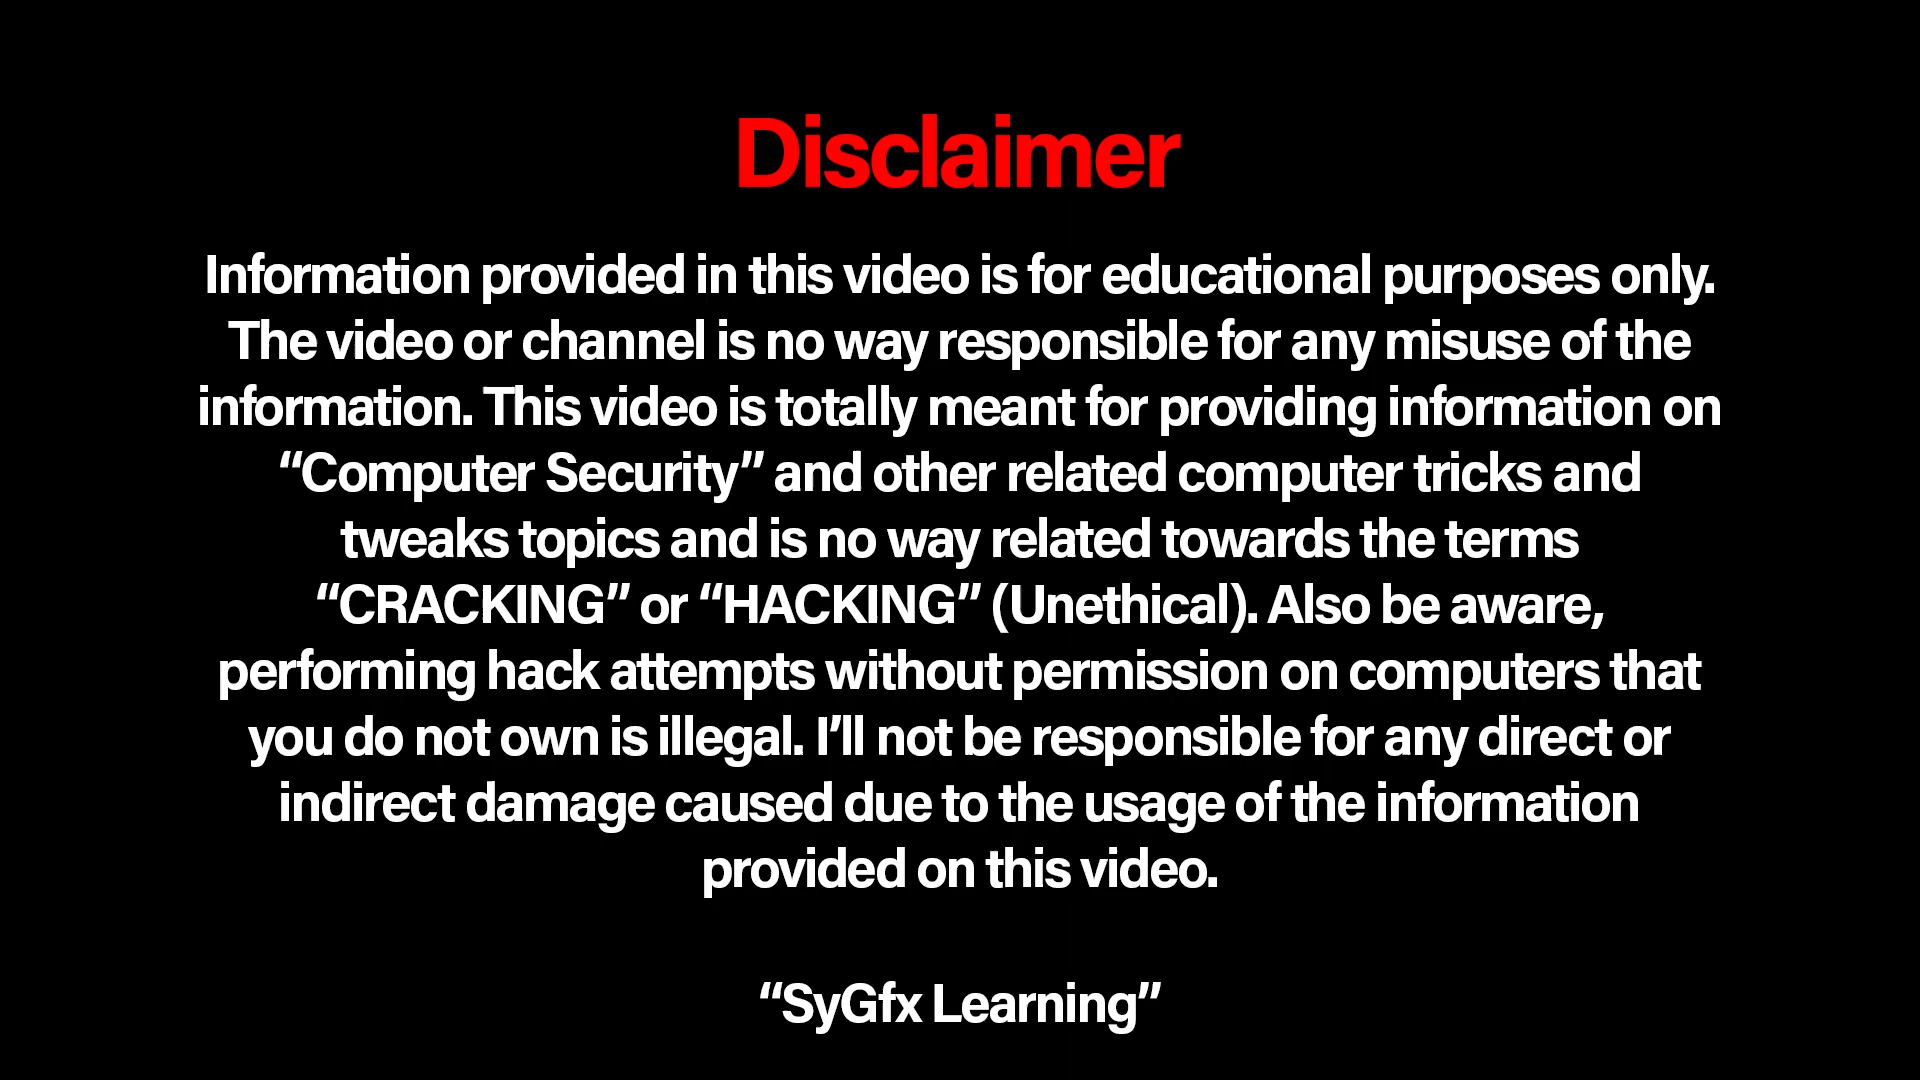 Disclaimer
Information provided in this video is for educational purposes only.
The video or channel is no way responsible for any misuse of the
information. This video is totally meant for providing information on
“Computer Security” and other related computer tricks and
tweaks topics and is no way related towards the terms
“CRACKING” or “HACKING” (Unethical). Also be aware,
performing hack attempts without permission on computers that
you do not own is illegal. I’ll not be responsible for any direct or
indirect damage caused due to the usage of the information
provided on this video.
“SyGfx Learning”